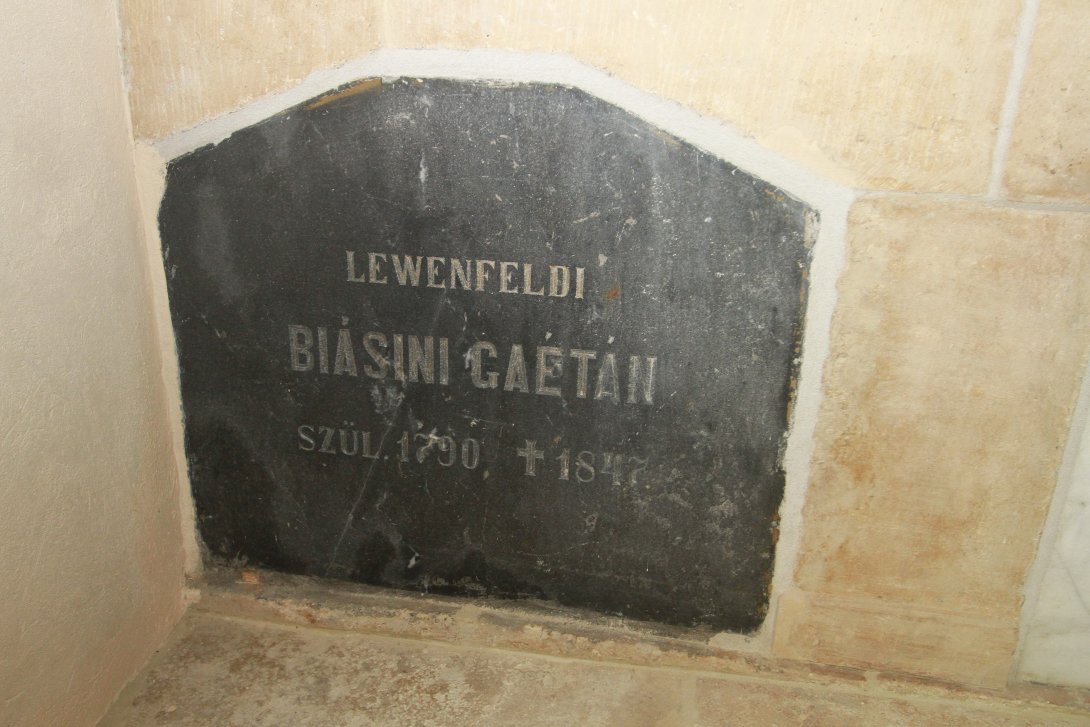 LEWENFELDI
BIÁSINI GAÉTÁN
SZÜL. 1790 ✝ 1847